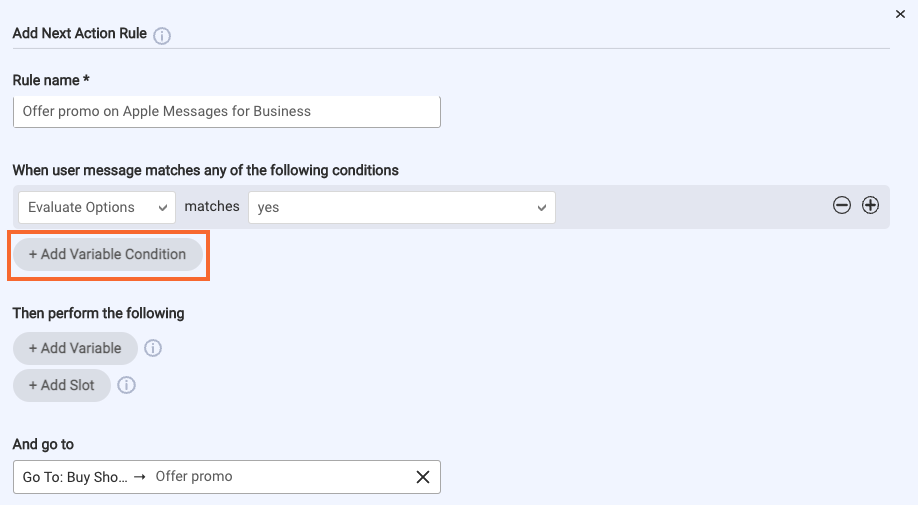 Add Next Action Rule
Rule name *
Offer promo on Apple Messages for Business
When user message matches any of the following conditions
Evaluate Options matches yes
+ Add Variable Condition
Then perform the following
+ Add Variable
+ Add Slot
And go to
Go To: Buy Sho... → Offer promo